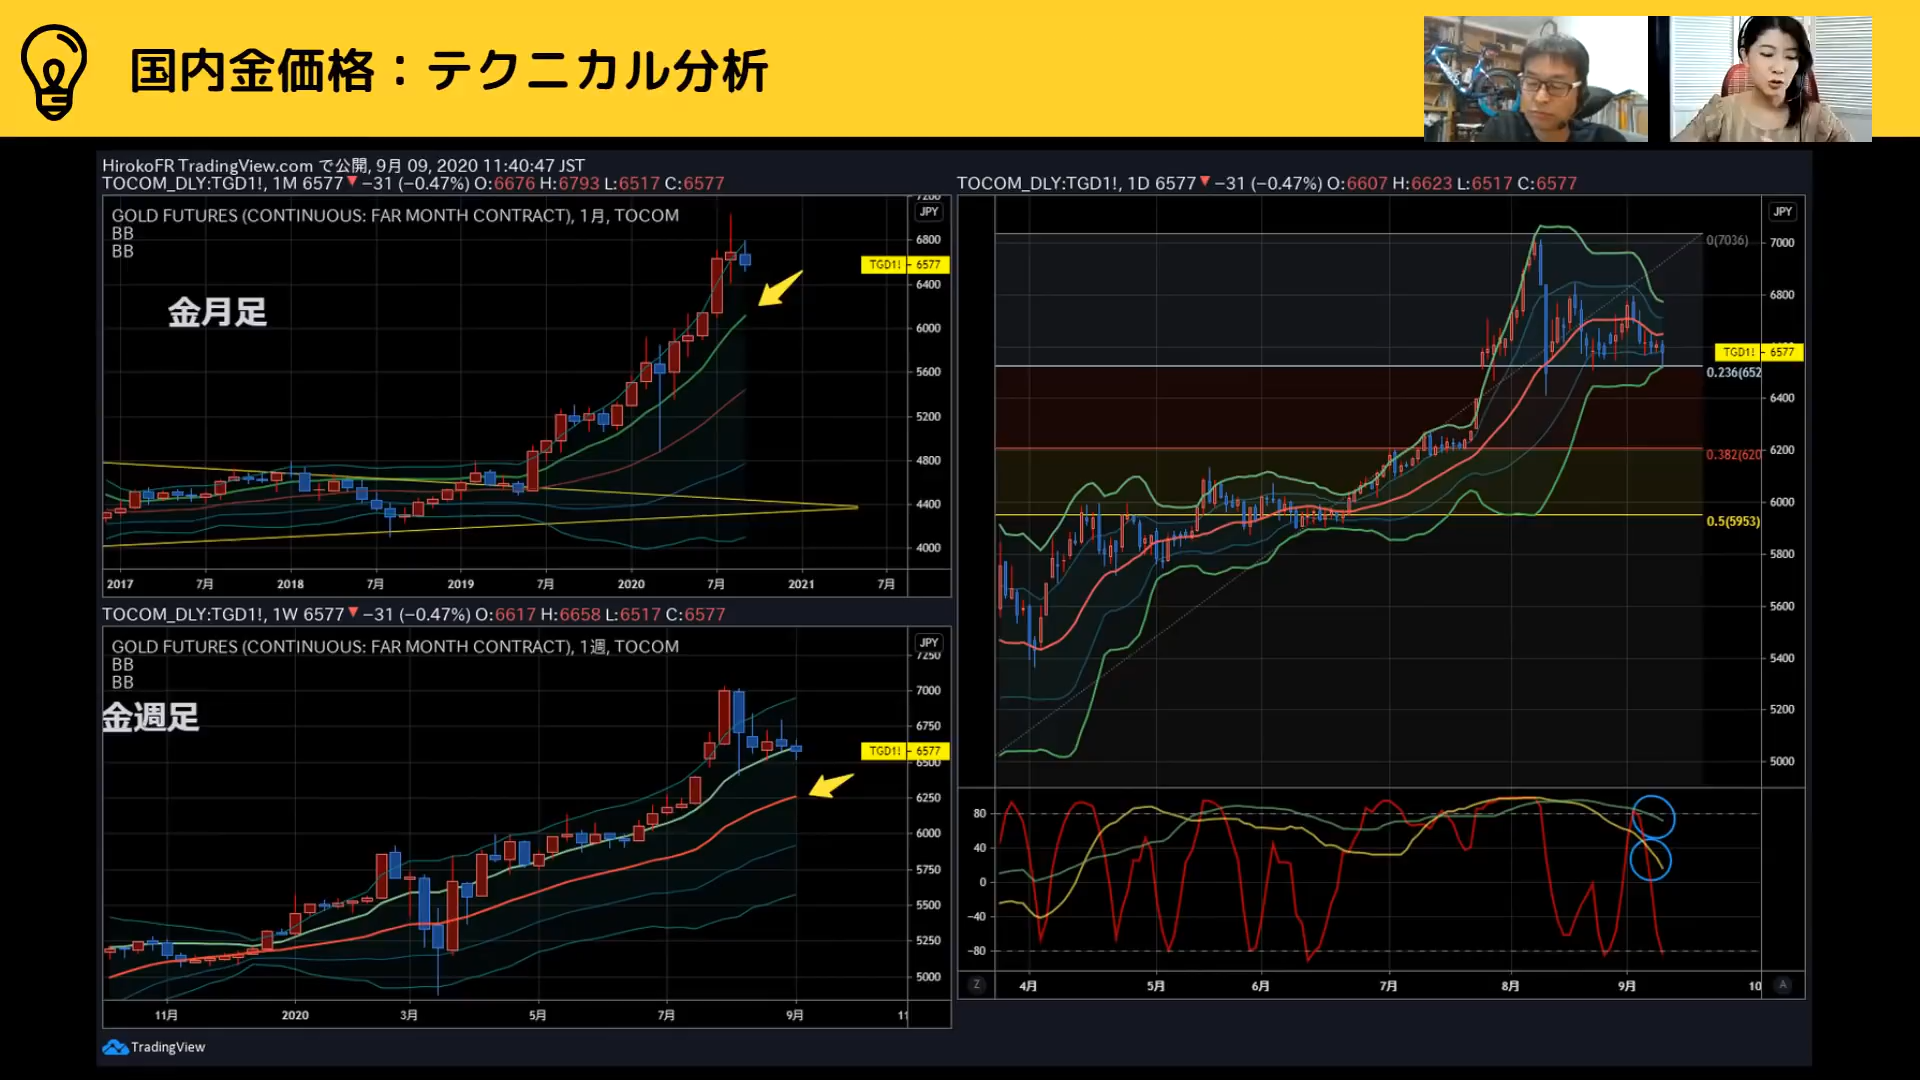 国内金価格：テクニカル分析
HirokoFR TradingView.com で公開, 9月 09, 2020 11:40:47 JST
TOCOM_DLY:TGD1!, 1M 6577 ▼ −31 (−0.47%) O:6676 H:6793 L:6517 C:6577
GOLD FUTURES (CONTINUOUS: FAR MONTH CONTRACT), 1月, TOCOM
BB
BB
金月足
7200
JPY
6800
TGD1! 6577
6400
6000
5600
5200
4800
4400
4000
2017 7月 2018 7月 2019 7月 2020 7月 2021 7月
TOCOM_DLY:TGD1!, 1W 6577 ▼ −31 (−0.47%) O:6617 H:6658 L:6517 C:6577
GOLD FUTURES (CONTINUOUS: FAR MONTH CONTRACT), 1週, TOCOM
BB
BB
金週足
JPY
7250
7000
6750
TGD1! 6577
6500
6250
6000
5750
5500
5250
5000
11月 2020 3月 5月 7月 9月 11
TradingView
TOCOM_DLY:TGD1!, 1D 6577 ▼ −31 (−0.47%) O:6607 H:6623 L:6517 C:6577
JPY
0(7036)
7000
6800
TGD1! 6577
0.236(652
6400
6200
0.382(620
6000
0.5(5953)
5800
5600
5400
5200
5000
80
40
0
−40
−80
Z 4月 5月 6月 7月 8月 9月 10 A